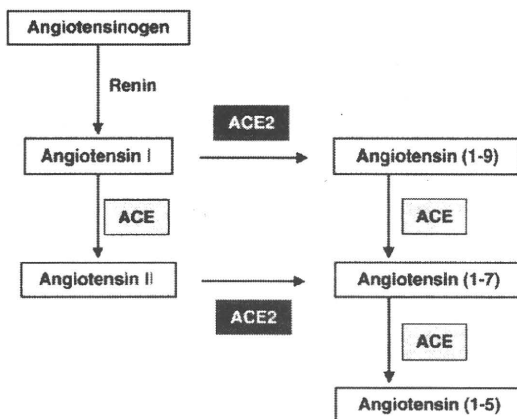 Angiotensinogen
Renin
ACE2
Angiotensin I
Angiotensin (1-9)
ACE
ACE
Angiotensin II
Angiotensin (1-7)
ACE2
ACE
Angiotensin (1-5)